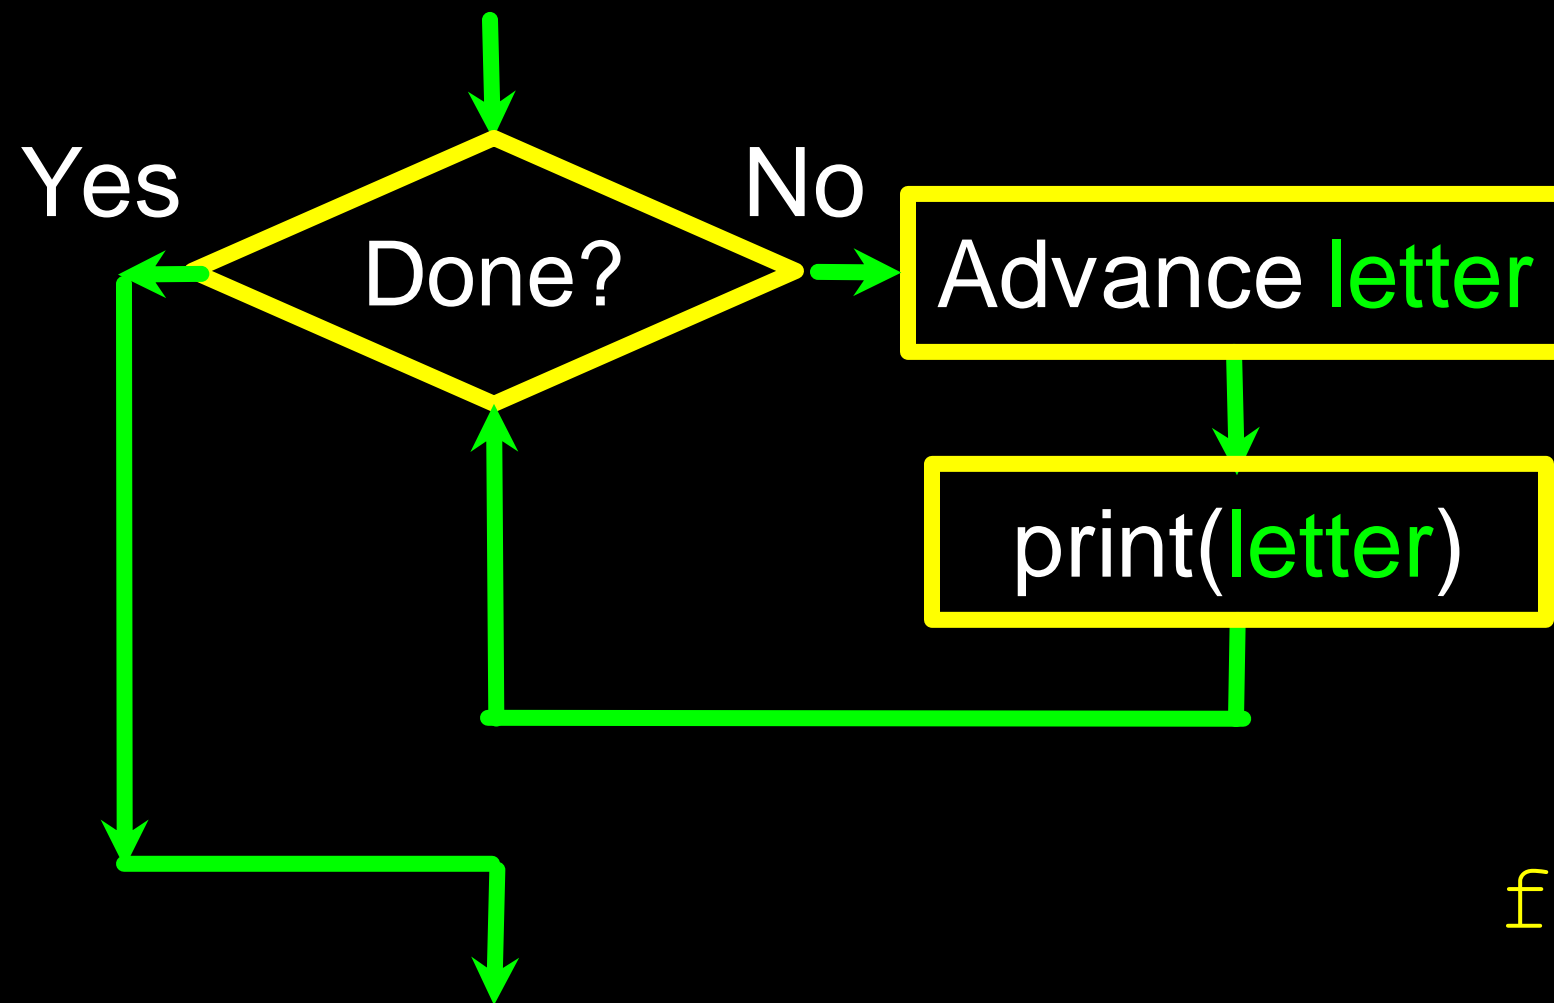 Yes
No
Done?
Advance letter
print(letter)
f